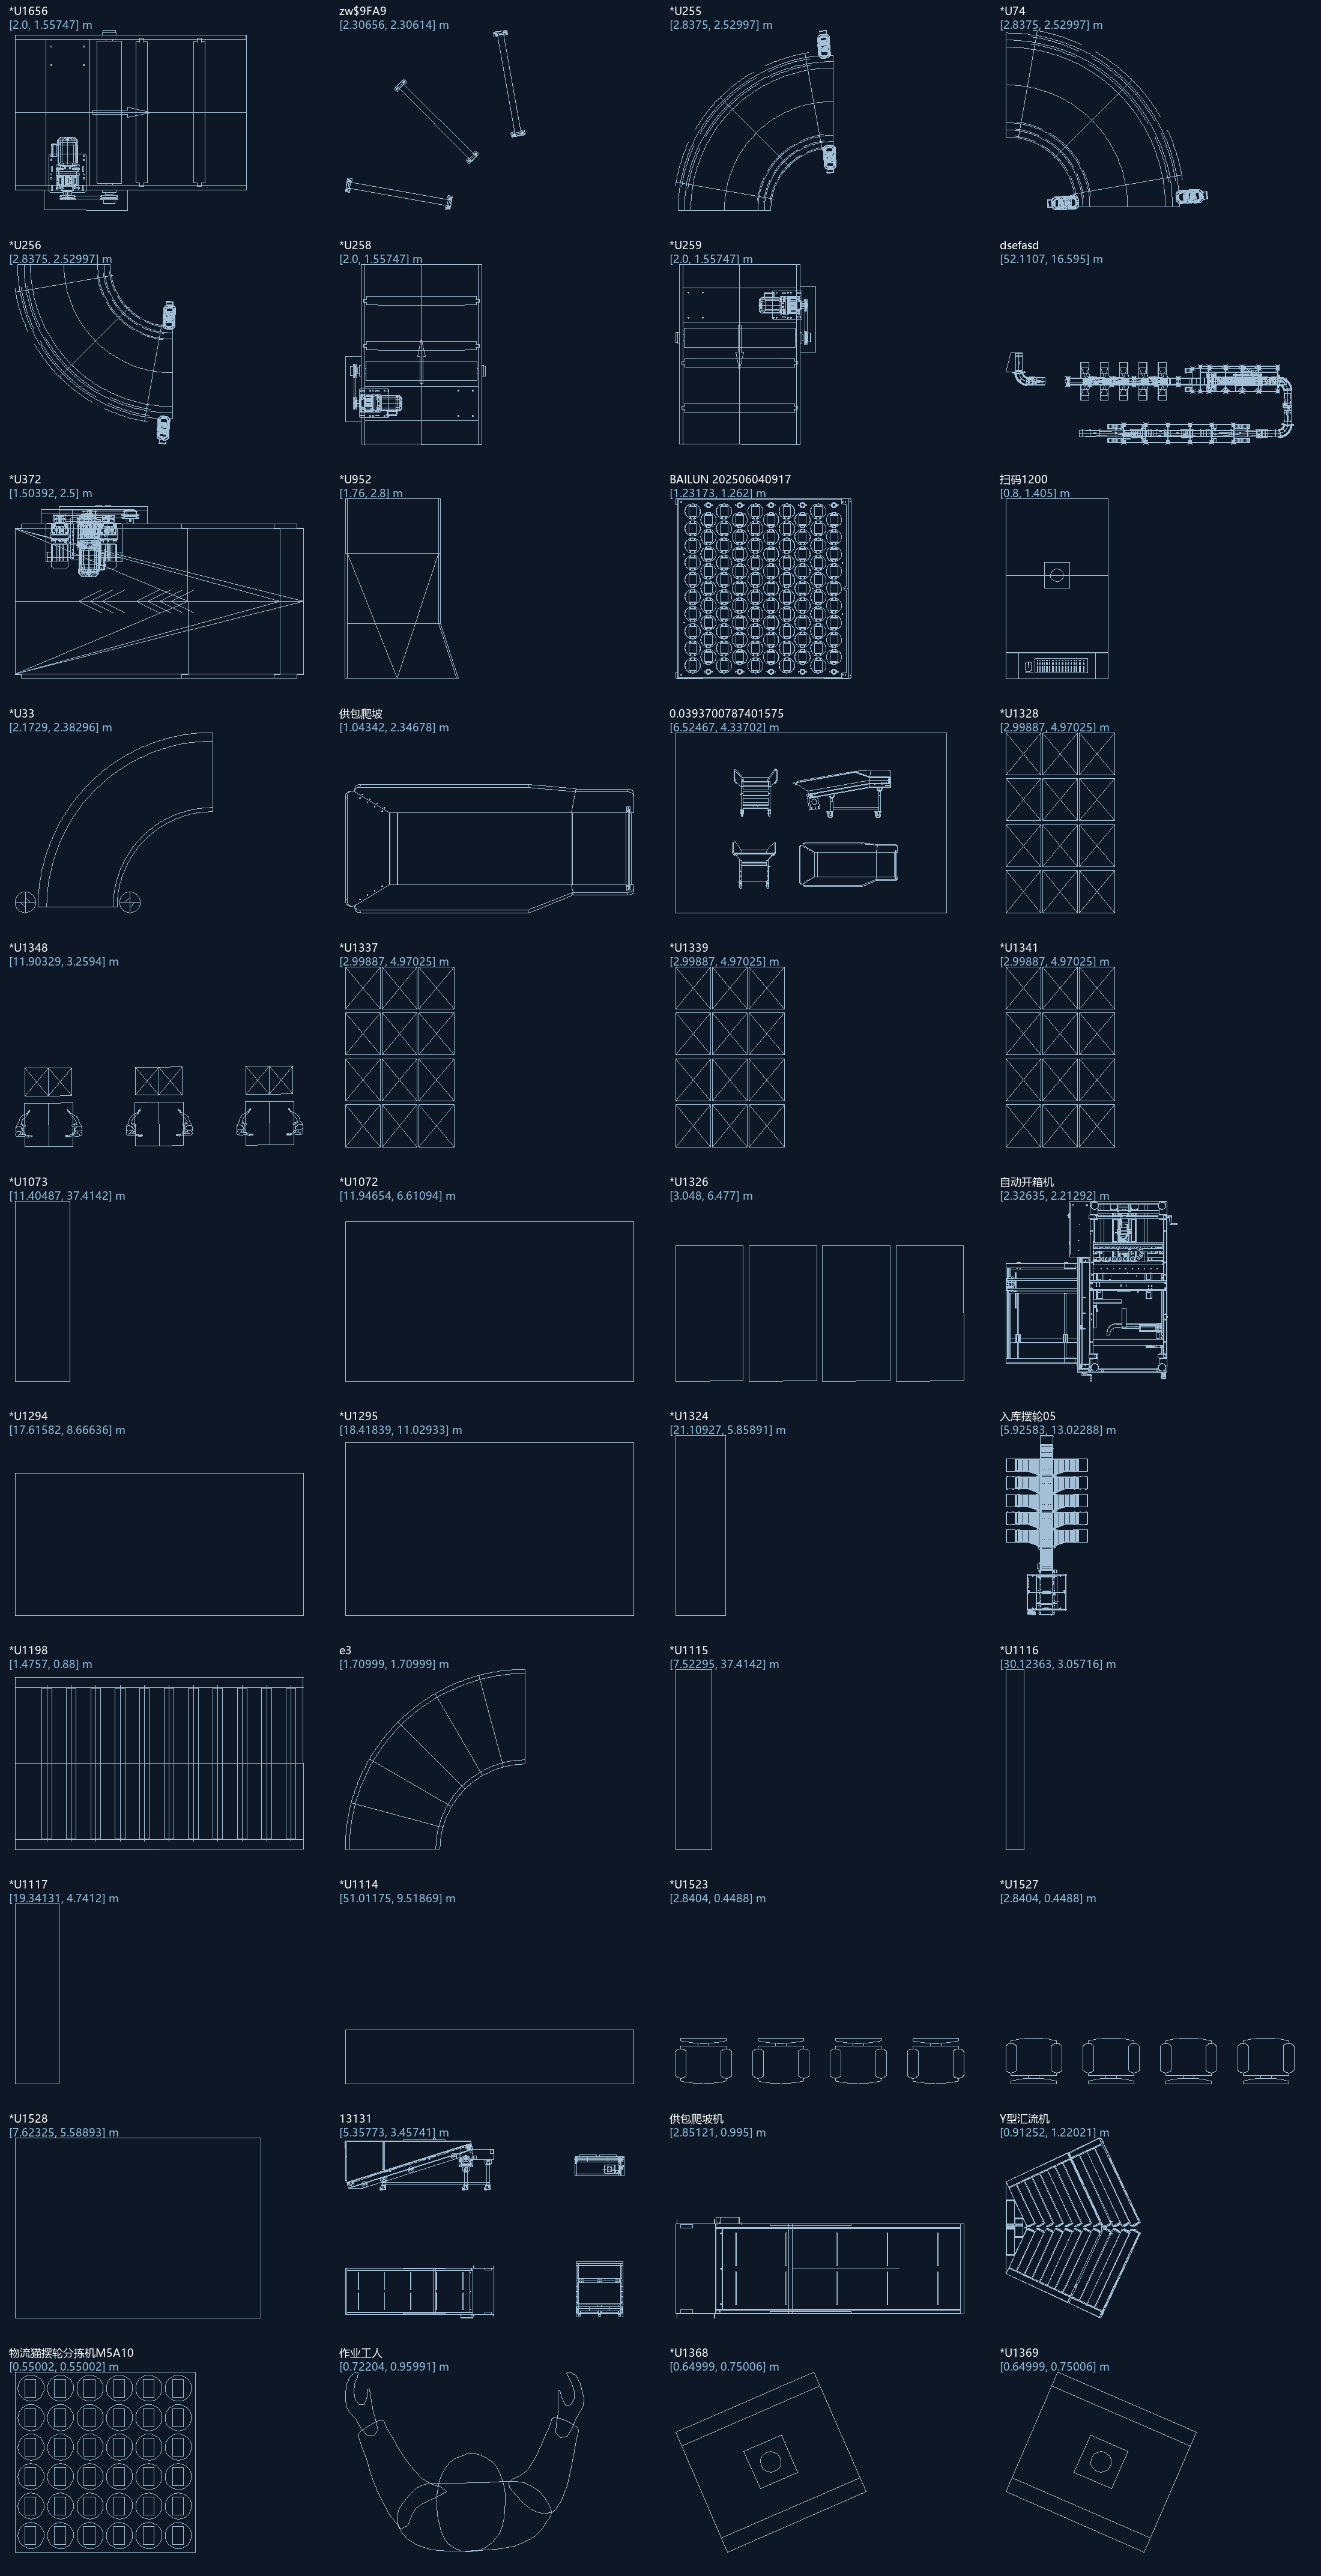 *U1656
[2.0, 1.55747] m
zw$9FA9
[2.30656, 2.30614] m
*U255
[2.8375, 2.52997] m
*U74
[2.8375, 2.52997] m
*U256
[2.8375, 2.52997] m
*U258
[2.0, 1.55747] m
*U259
[2.0, 1.55747] m
dsefasd
[52.1107, 16.595] m
*U372
[1.50392, 2.5] m
*U952
[1.76, 2.8] m
BAILUN 202506040917
[1.23173, 1.262] m
扫码1200
[0.8, 1.405] m
*U33
[2.1729, 2.38296] m
供包爬坡
[1.04342, 2.34678] m
0.0393700787401575
[6.52467, 4.33702] m
*U1328
[2.99887, 4.97025] m
*U1348
[11.90329, 3.2594] m
*U1337
[2.99887, 4.97025] m
*U1339
[2.99887, 4.97025] m
*U1341
[2.99887, 4.97025] m
*U1073
[11.40487, 37.4142] m
*U1072
[11.94654, 6.61094] m
*U1326
[3.048, 6.477] m
自动开箱机
[2.32635, 2.21292] m
*U1294
[17.61582, 8.66636] m
*U1295
[18.41839, 11.02933] m
*U1324
[21.10927, 5.85891] m
入库摆轮05
[5.92583, 13.02288] m
*U1198
[1.4757, 0.88] m
e3
[1.70999, 1.70999] m
*U1115
[7.52295, 37.4142] m
*U1116
[30.12363, 3.05716] m
*U1117
[19.34131, 4.7412] m
*U1114
[51.01175, 9.51869] m
*U1523
[2.8404, 0.4488] m
*U1527
[2.8404, 0.4488] m
*U1528
[7.62325, 5.58893] m
13131
[5.35773, 3.45741] m
供包爬坡机
[2.85121, 0.995] m
Y型汇流机
[0.91252, 1.22021] m
物流猫摆轮分拣机M5A10
[0.55002, 0.55002] m
作业工人
[0.72204, 0.95991] m
*U1368
[0.64999, 0.75006] m
*U1369
[0.64999, 0.75006] m